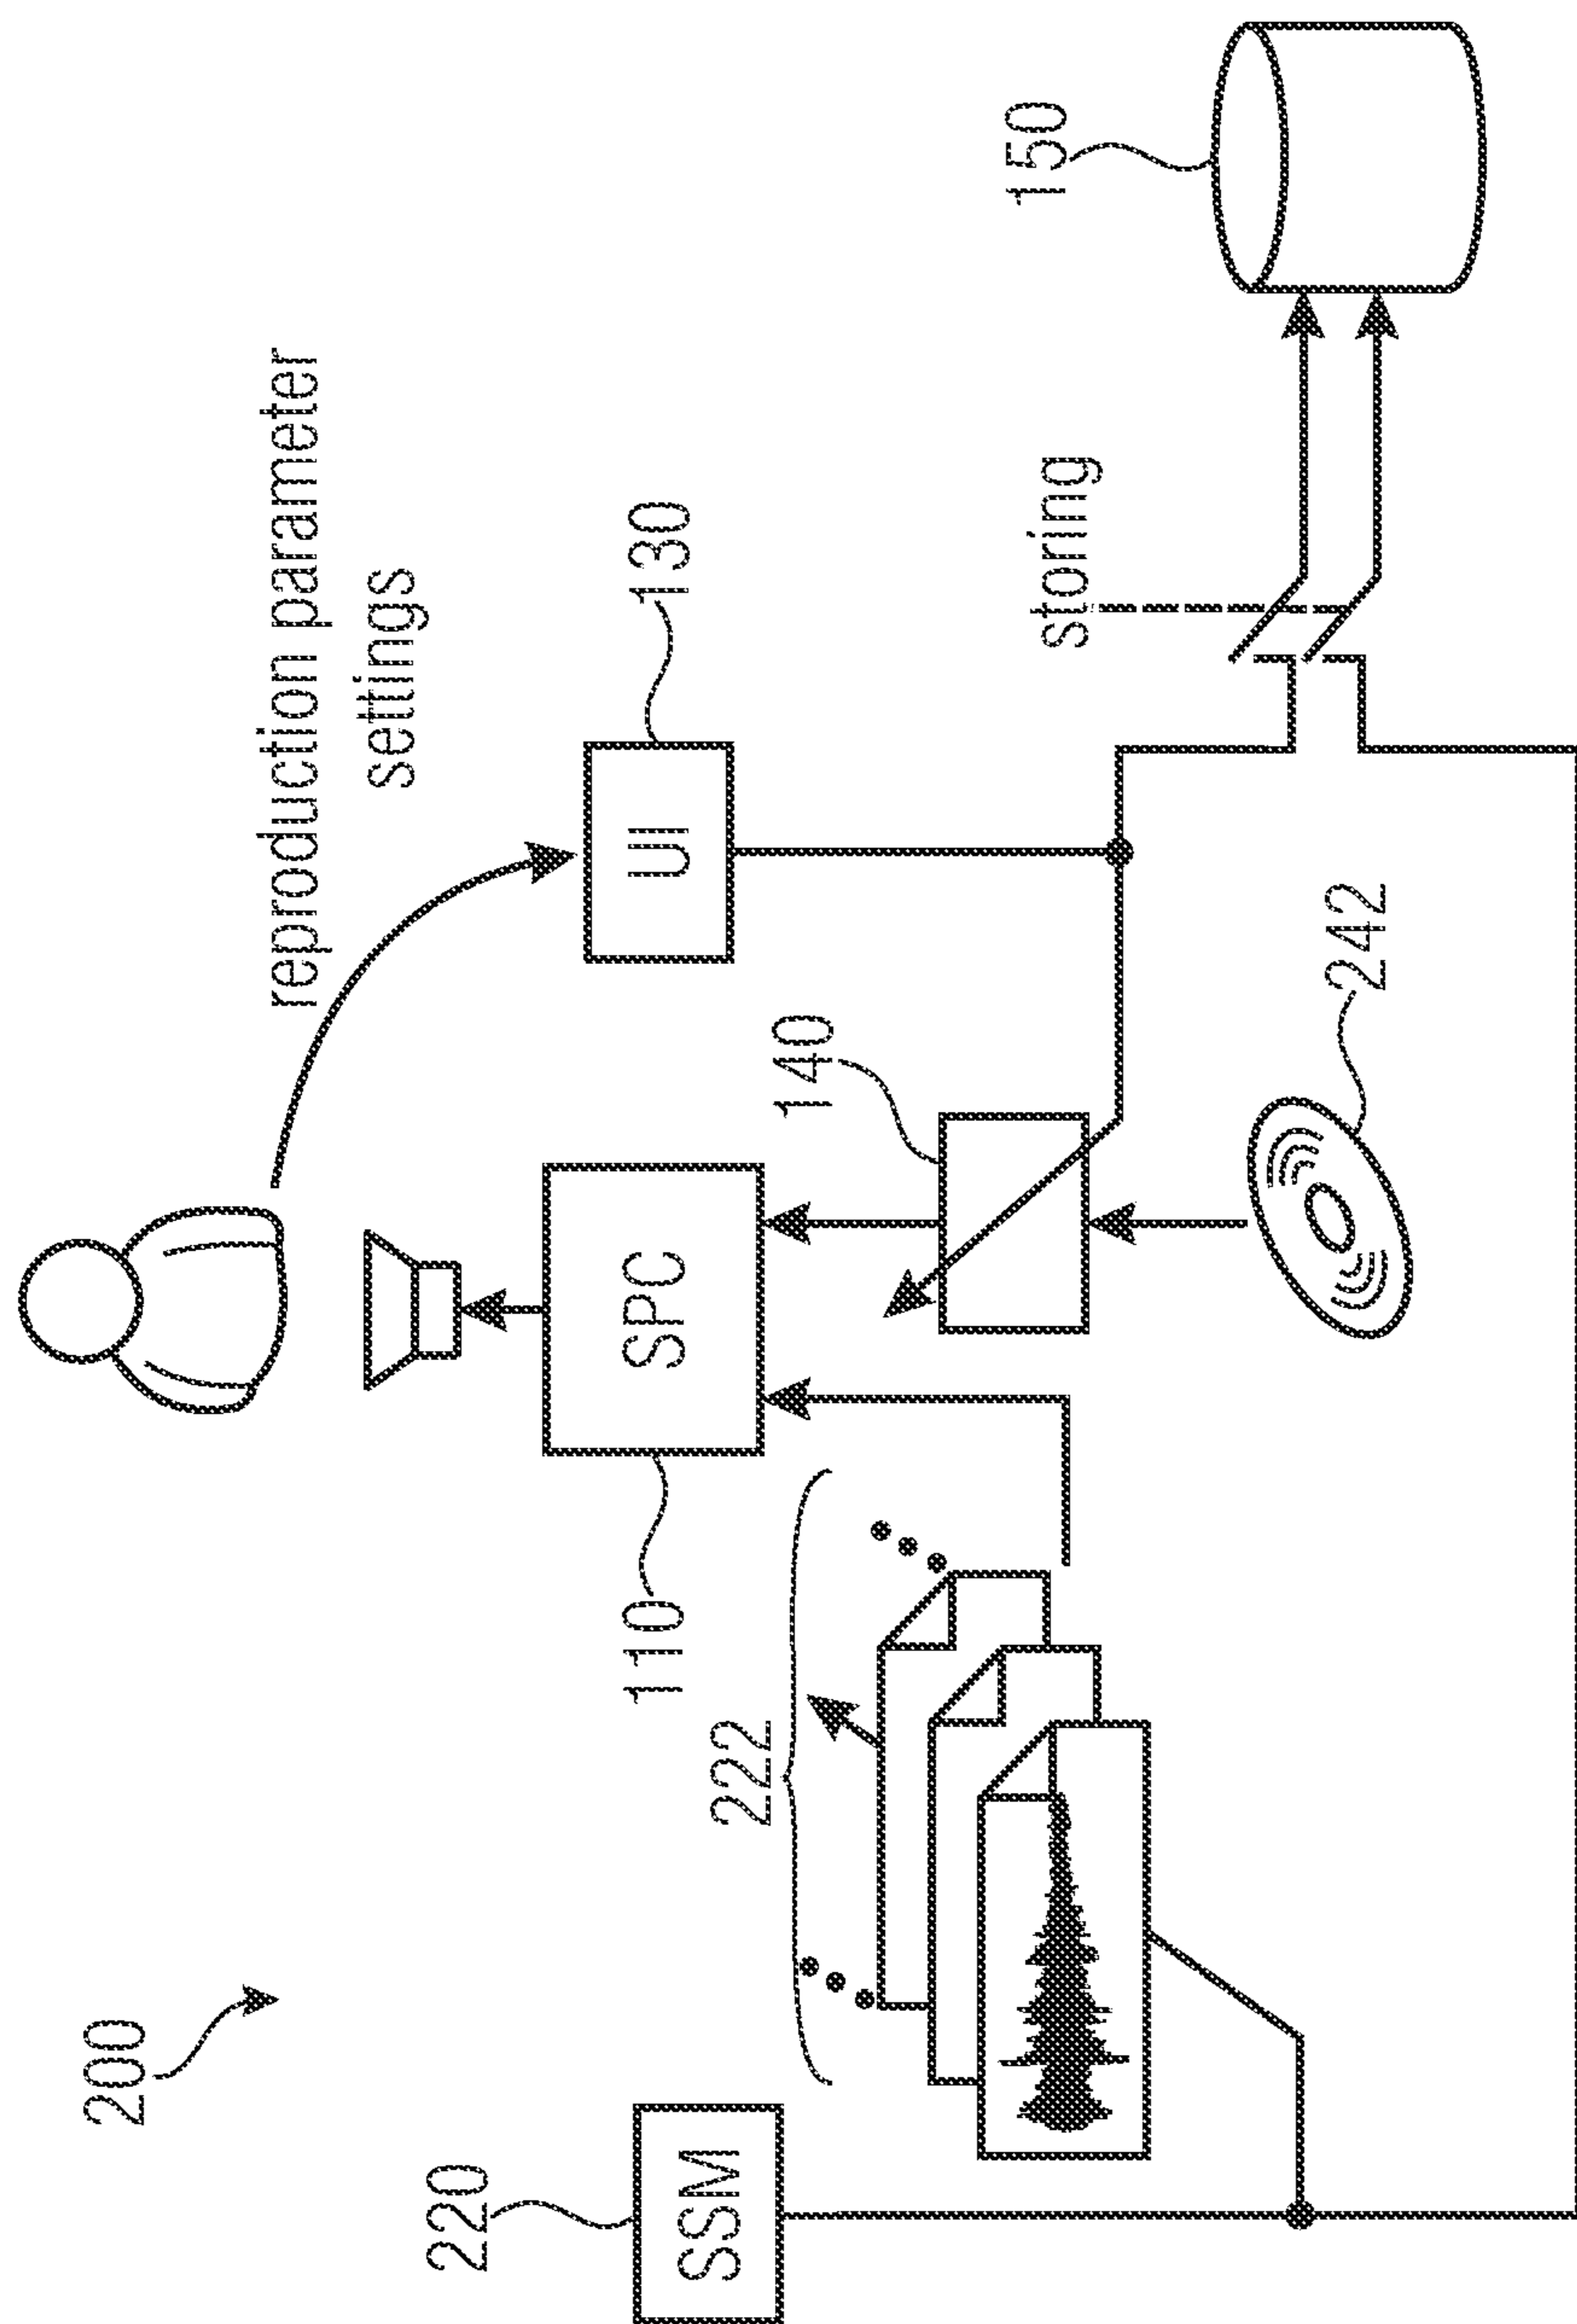 200
reproduction parameter
settings
220
SSM
222
110
SPC
140
UI
130
242
storing
150